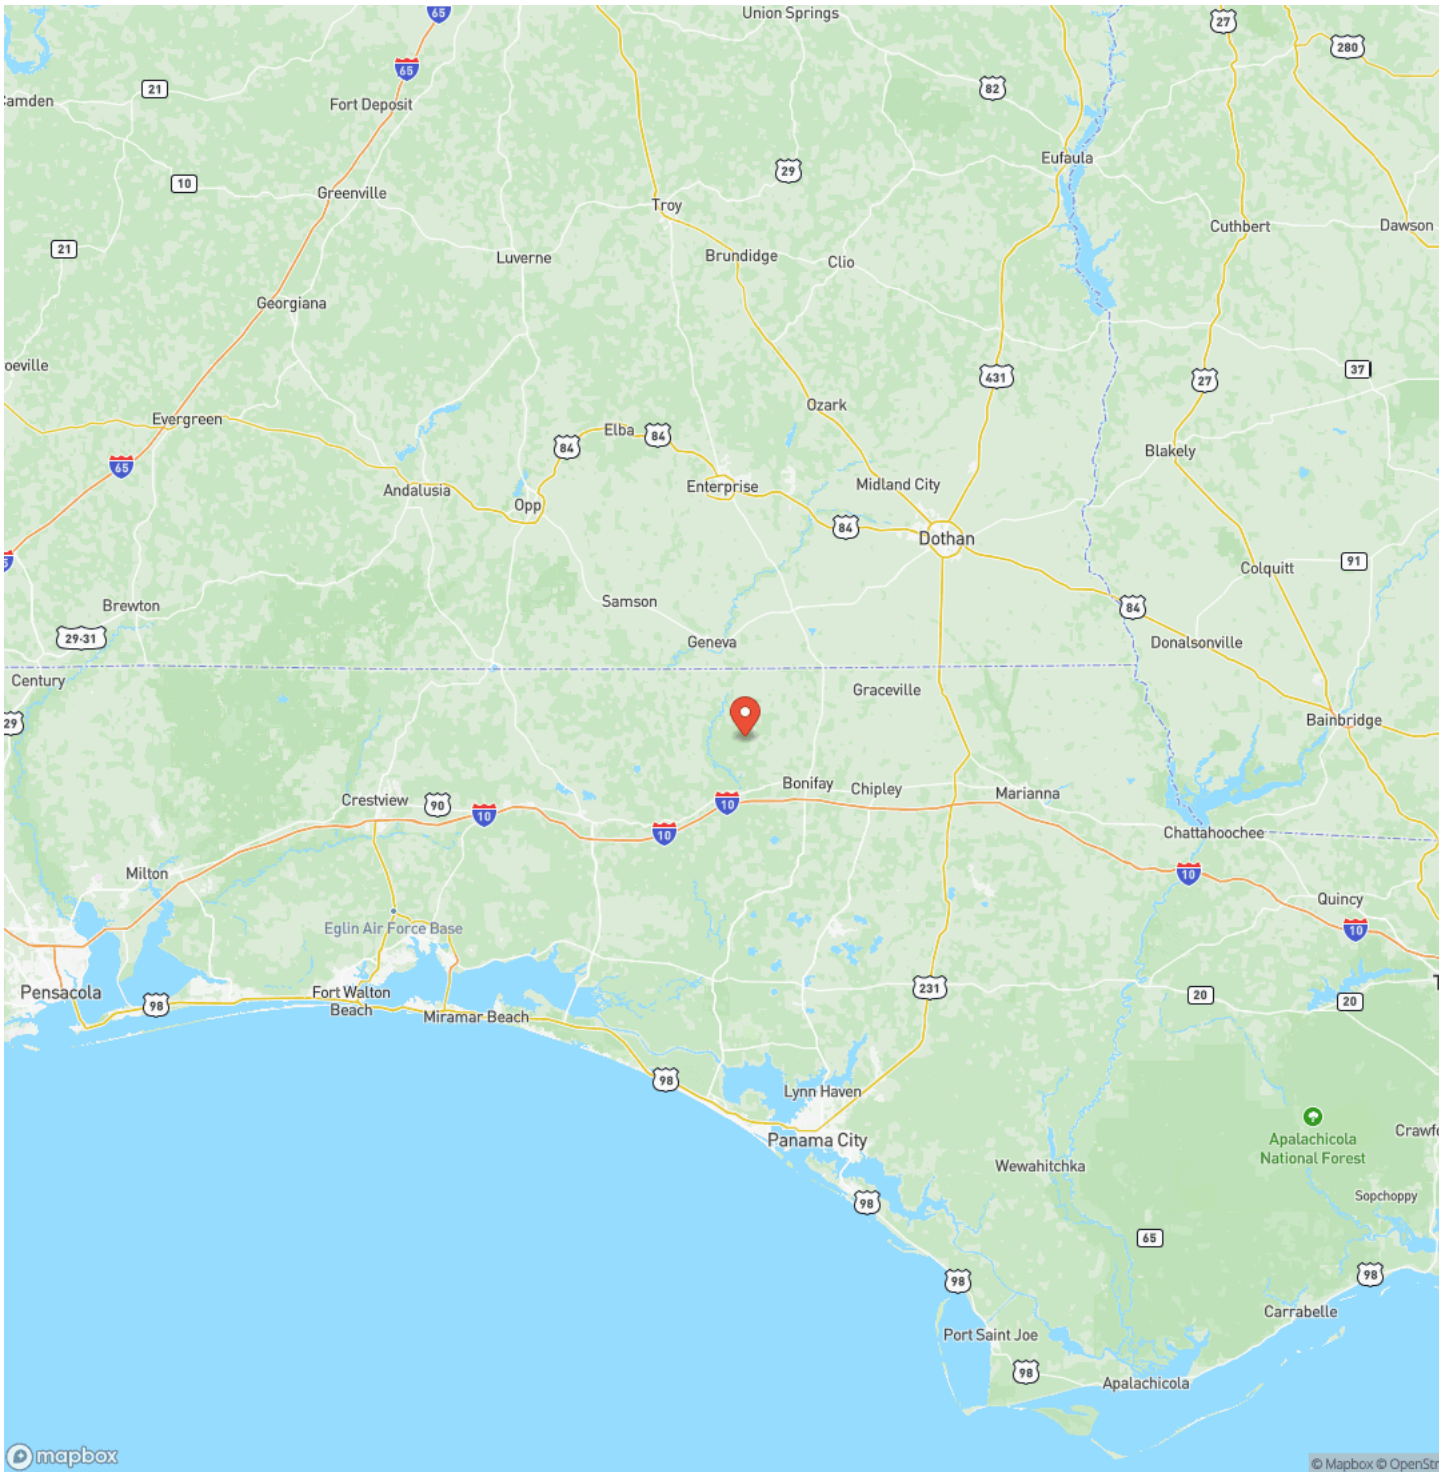 65
Union Springs
27
280
65
21
82
Camden
Fort Deposit
Eufaula
29
10
Greenville
Troy
Cuthbert
Dawson
21
Luverne
Brundidge
Clio
Georgiana
oeville
37
431
27
Ozark
Evergreen
Elba
84
84
65
Blakely
Andalusia
Opp
Enterprise
Midland City
84
Dothan
5
Colquitt
91
Brewton
Samson
84
29-31
Geneva
Donalsonville
Century
Graceville
29
Bainbridge
Bonifay
Chipley
Marianna
Crestview
90
10
10
10
Chattahoochee
Milton
10
Quincy
Eglin Air Force Base
10
Pensacola
Fort Walton
Beach
98
Miramar Beach
231
20
20
T
98
Lynn Haven
Panama City
Apalachicola
National Forest
Crawfo
Wewahitchka
Sopchoppy
98
65
98
98
Carrabelle
Port Saint Joe
98
Apalachicola
mapbox
© Mapbox © OpenStr